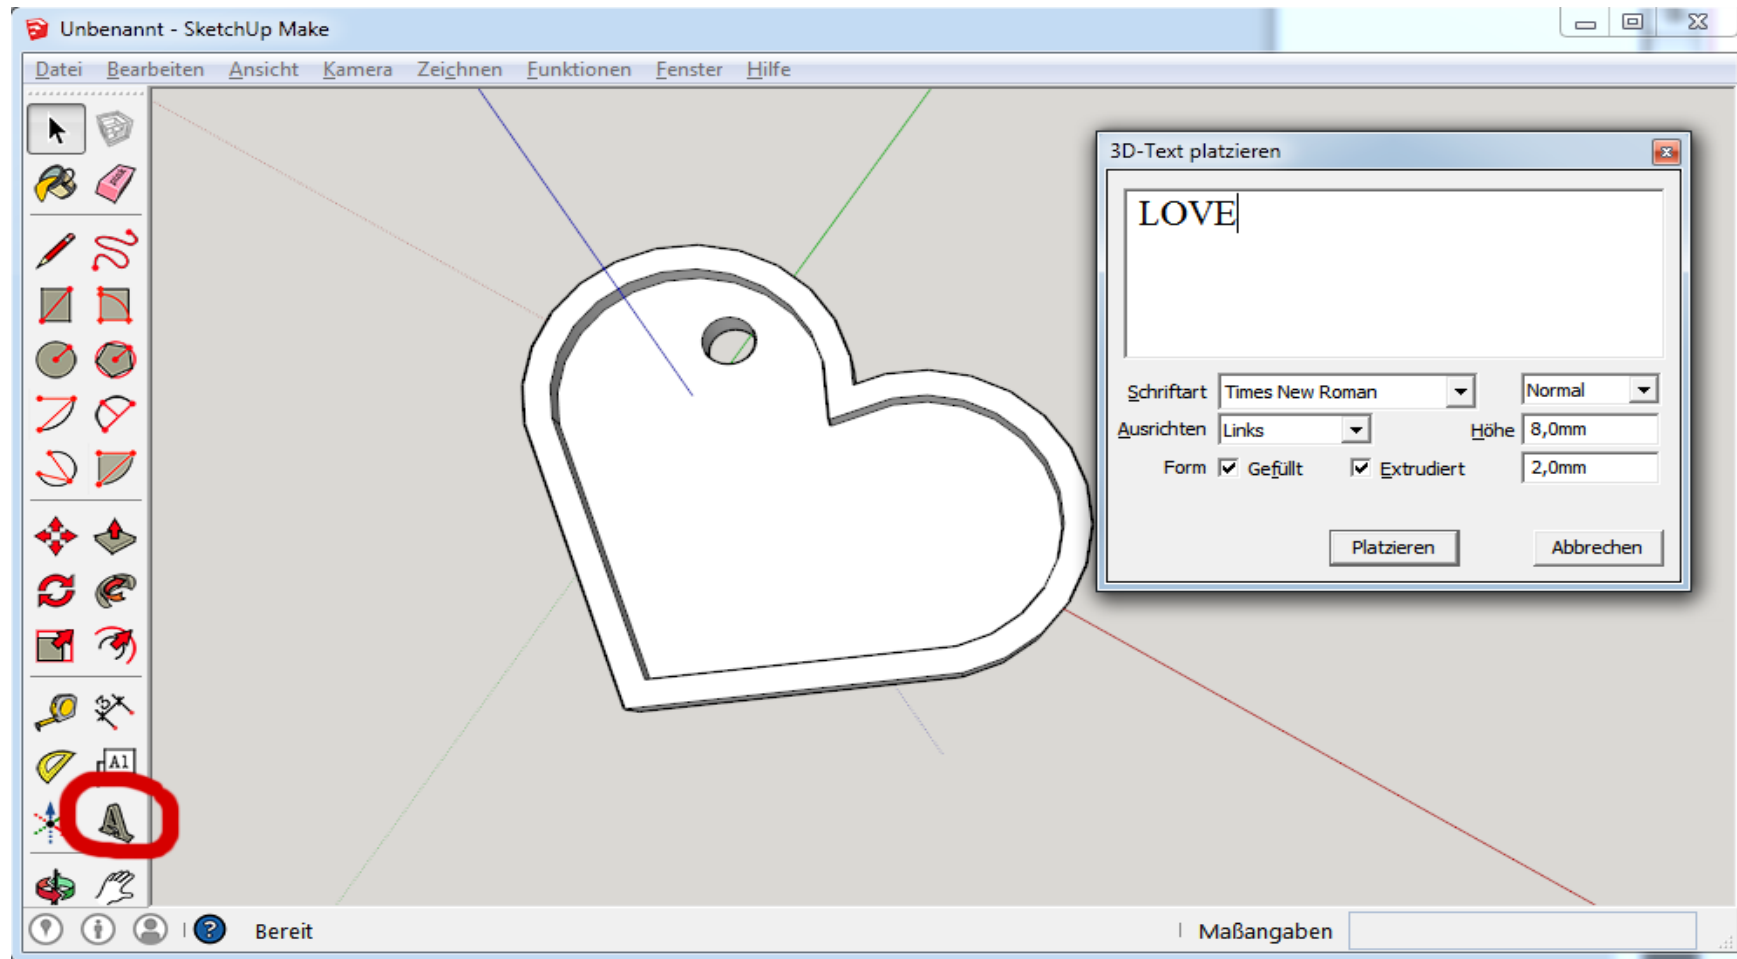 Unbenannt - SketchUp Make
Datei Bearbeiten Ansicht Kamera Zeichnen Funktionen Fenster Hilfe
3D-Text platzieren
LOVE
Schriftart Times New Roman Normal
Ausrichten Links Höhe 8,0mm
Form Gefüllt Extrudiert 2,0mm
Platzieren Abbrechen
A1
Bereit Maßangaben